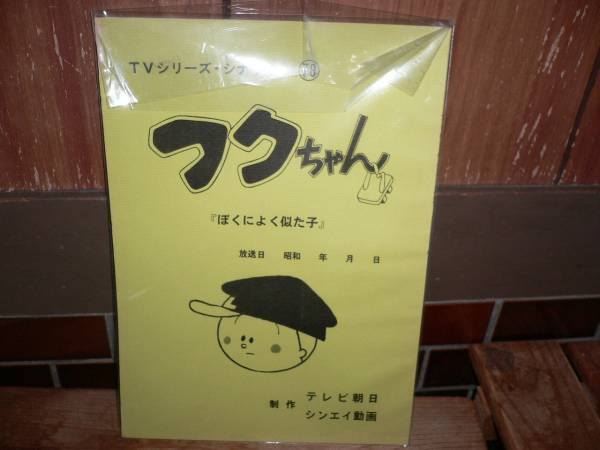 TVシリーズ・シナ
フクちゃん
『ぼくによく似た子』
放送日 昭和 年 月 日
制作 テレビ朝日
シンエイ動画